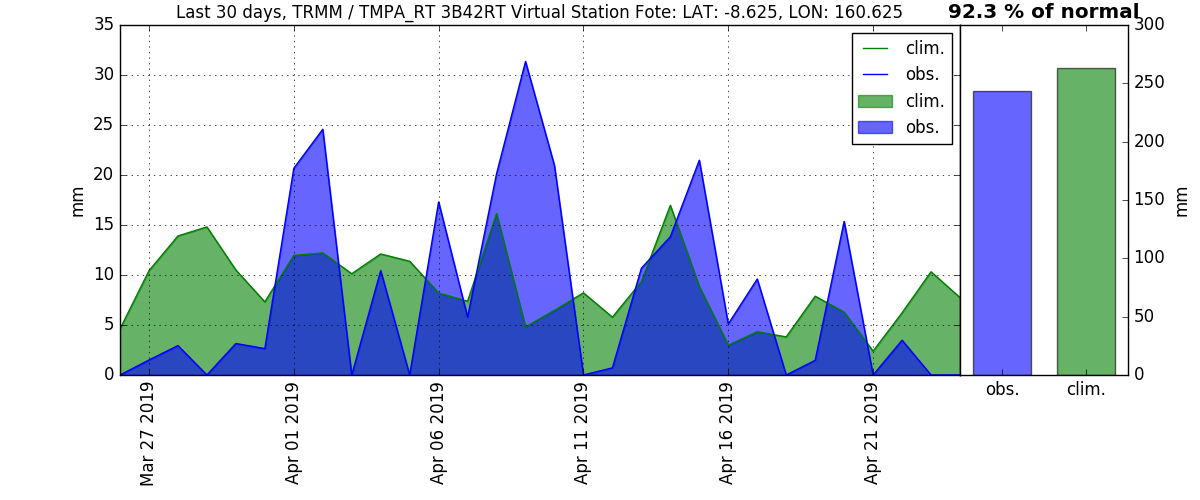 Last 30 days, TRMM / TMPA_RT 3B42RT Virtual Station Fote: LAT: -8.625, LON: 160.625
92.3 % of normal
35
30
25
20
15
10
5
0
mm
clim.
obs.
clim.
obs.
Mar 27 2019
Apr 01 2019
Apr 06 2019
Apr 11 2019
Apr 16 2019
Apr 21 2019
300
250
200
150
100
50
0
mm
obs.
clim.